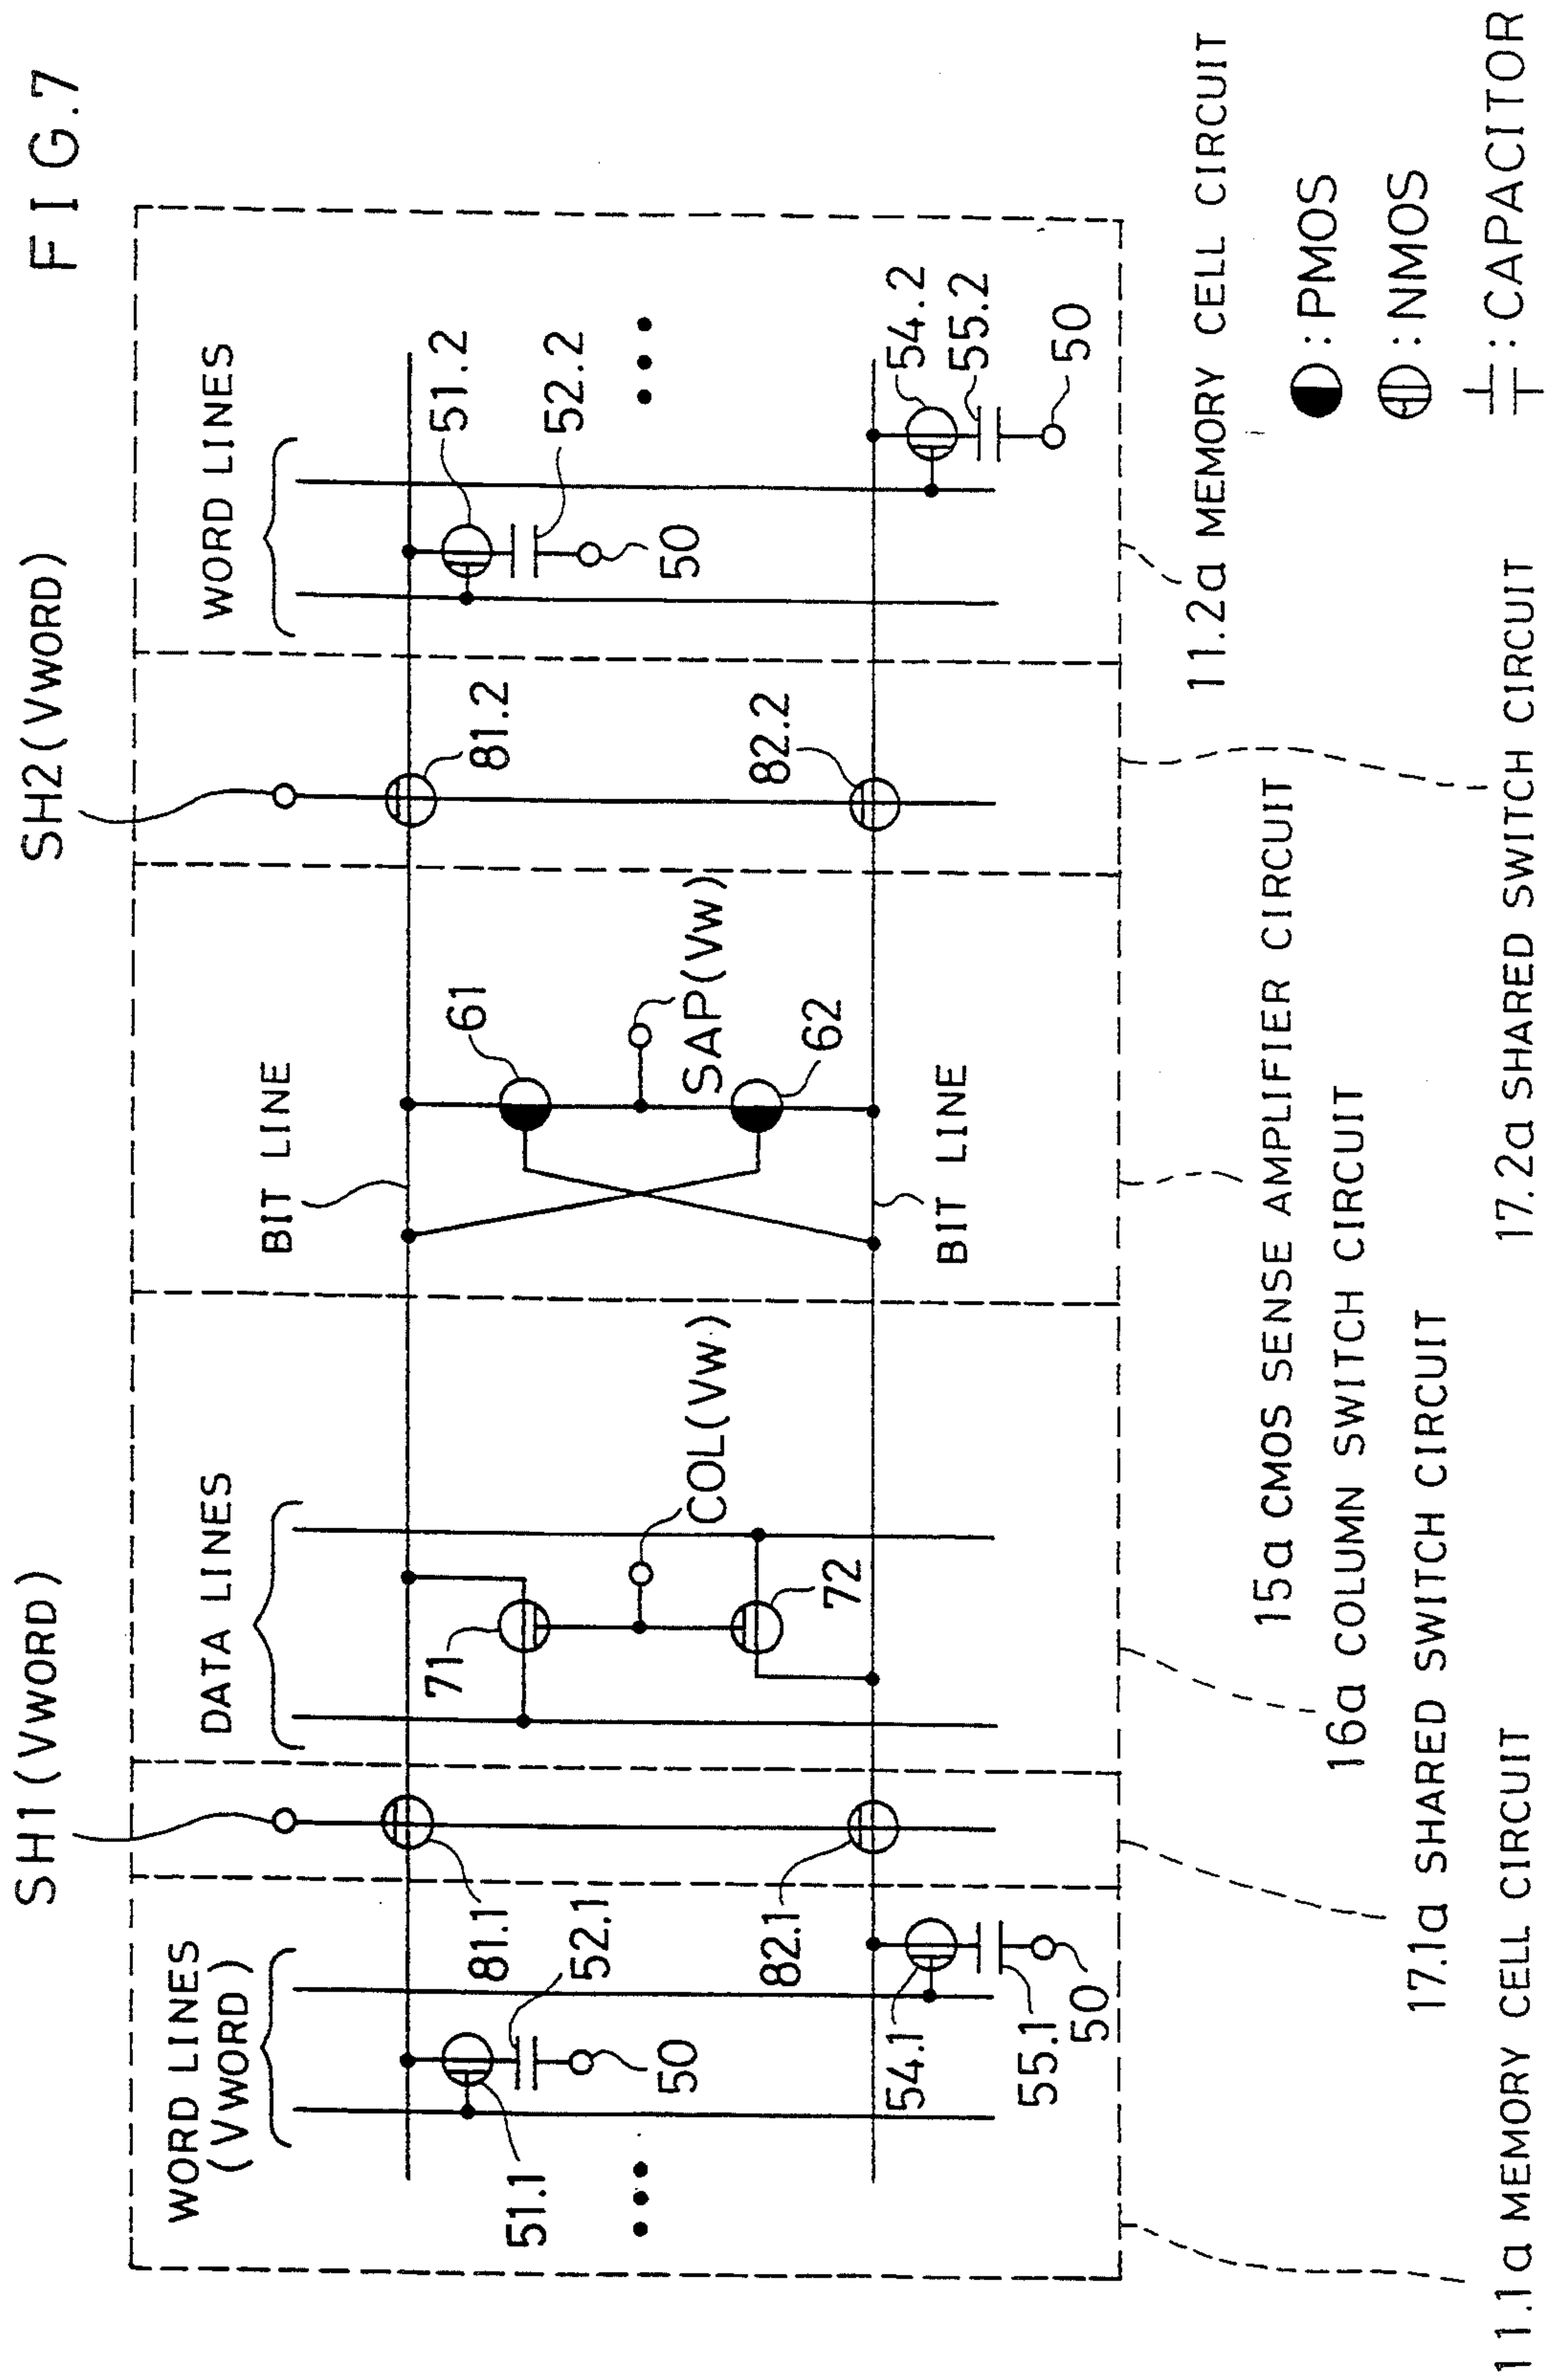 FIG.7
SH1(VWORD)
SH2(VWORD)
WORD LINES
(VWORD)
DATA LINES
BIT LINE
WORD LINES
51.1
52.1
50
81.1
71
COL(Vw)
61
SAP(Vw)
81.2
51.2
52.2
50
54.1
55.1
50
82.1
72
62
BIT LINE
82.2
54.2
55.2
50
11.1a MEMORY CELL CIRCUIT
17.1a SHARED SWITCH CIRCUIT
16a COLUMN SWITCH CIRCUIT
15a CMOS SENSE AMPLIFIER CIRCUIT
17.2a SHARED SWITCH CIRCUIT
11.2a MEMORY CELL CIRCUIT
: PMOS
: NMOS
: CAPACITOR